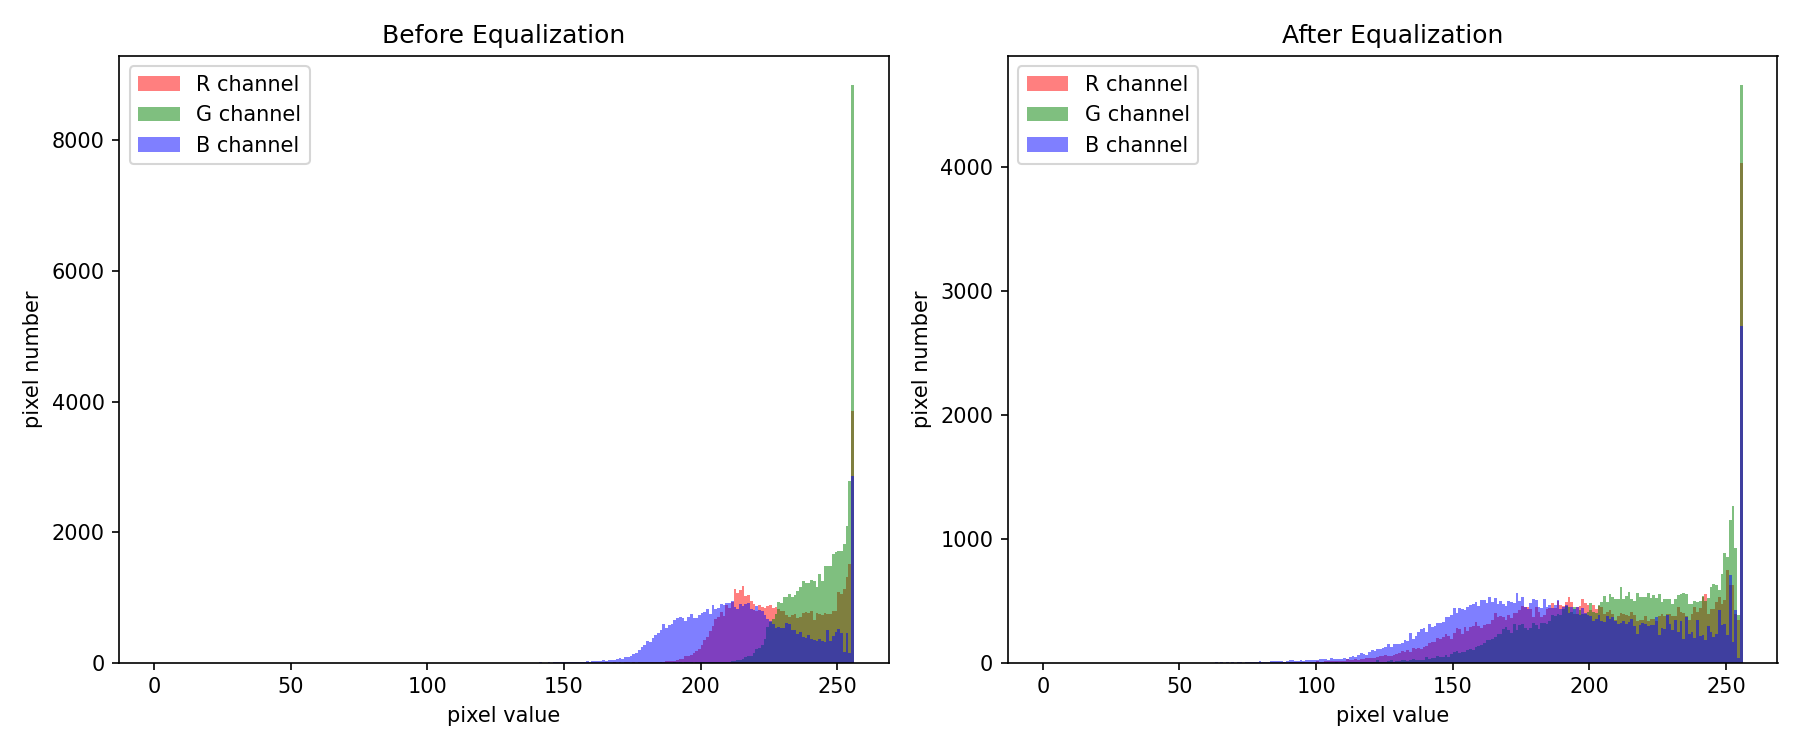 Before Equalization
R channel
G channel
B channel
8000
6000
4000
2000
0
pixel number
0 50 100 150 200 250
pixel value
After Equalization
R channel
G channel
B channel
4000
3000
2000
1000
0
pixel number
0 50 100 150 200 250
pixel value